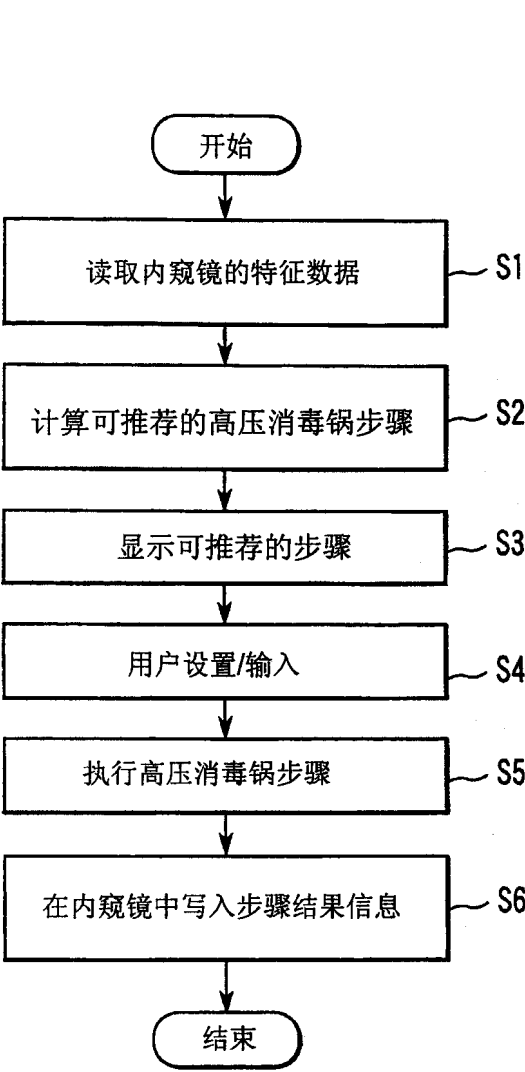 开始
读取内窥镜的特征数据
S1
计算可推荐的高压消毒锅步骤
S2
显示可推荐的步骤
S3
用户设置/输入
S4
执行高压消毒锅步骤
S5
在内窥镜中写入步骤结果信息
S6
结束